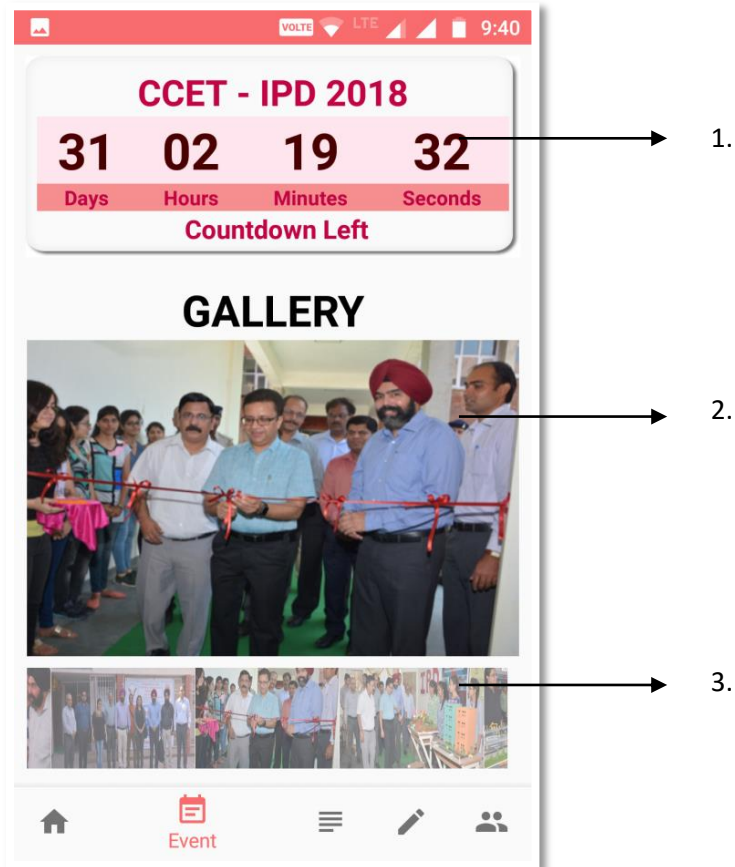 VOLTE LTE 9:40
CCET - IPD 2018
31 02 19 32
Days Hours Minutes Seconds
Countdown Left
1.
GALLERY
2.
3.
Event